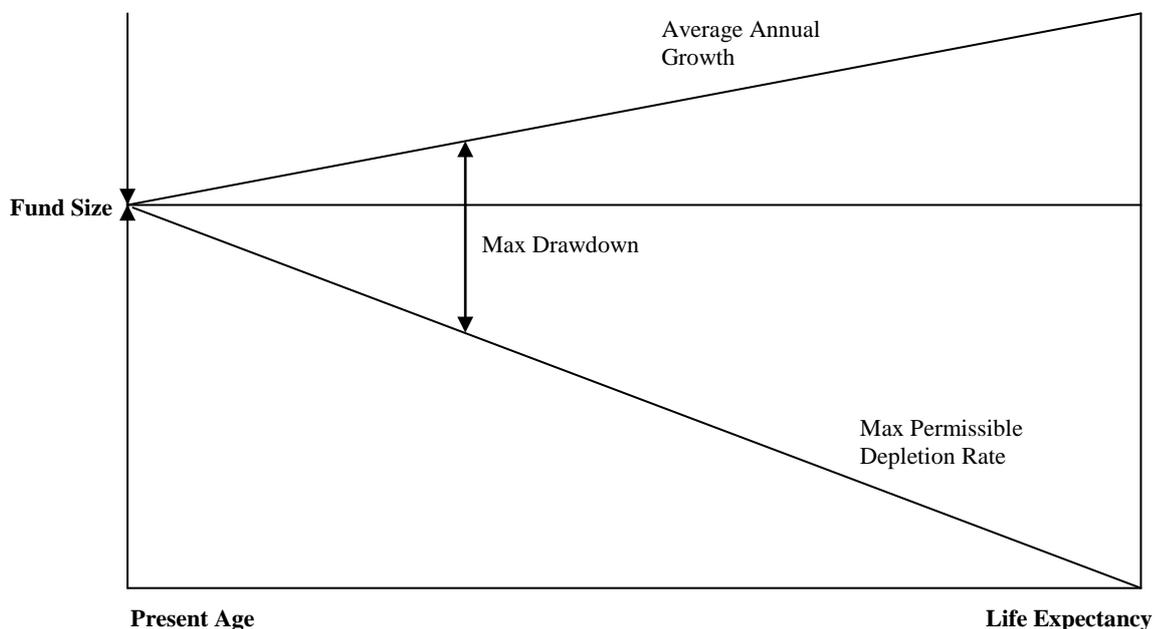 Average Annual
Growth
Fund Size
Max Drawdown
Max Permissible
Depletion Rate
Present Age
Life Expectancy